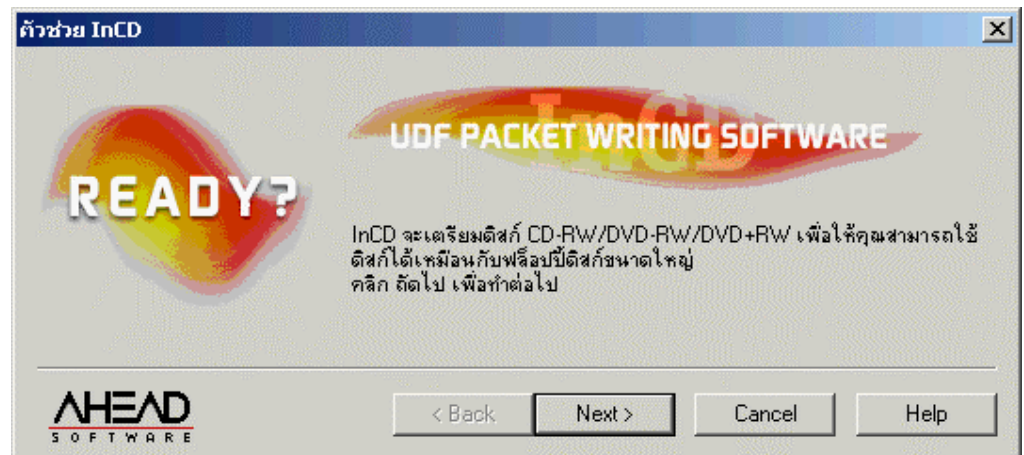 ตัวช่วย InCD
InCD
UDF PACKET WRITING SOFTWARE
READY?
InCD จะเตรียมดิสก์ CD-RW/DVD-RW/DVD+RW เพื่อให้คุณสามารถใช้
ดิสก์ได้เหมือนกับฟล็อปปี้ดิสก์ขนาดใหญ่
คลิก ถัดไป เพื่อทำต่อไป
AHEAD
SOFTWARE
< Back
Next >
Cancel
Help